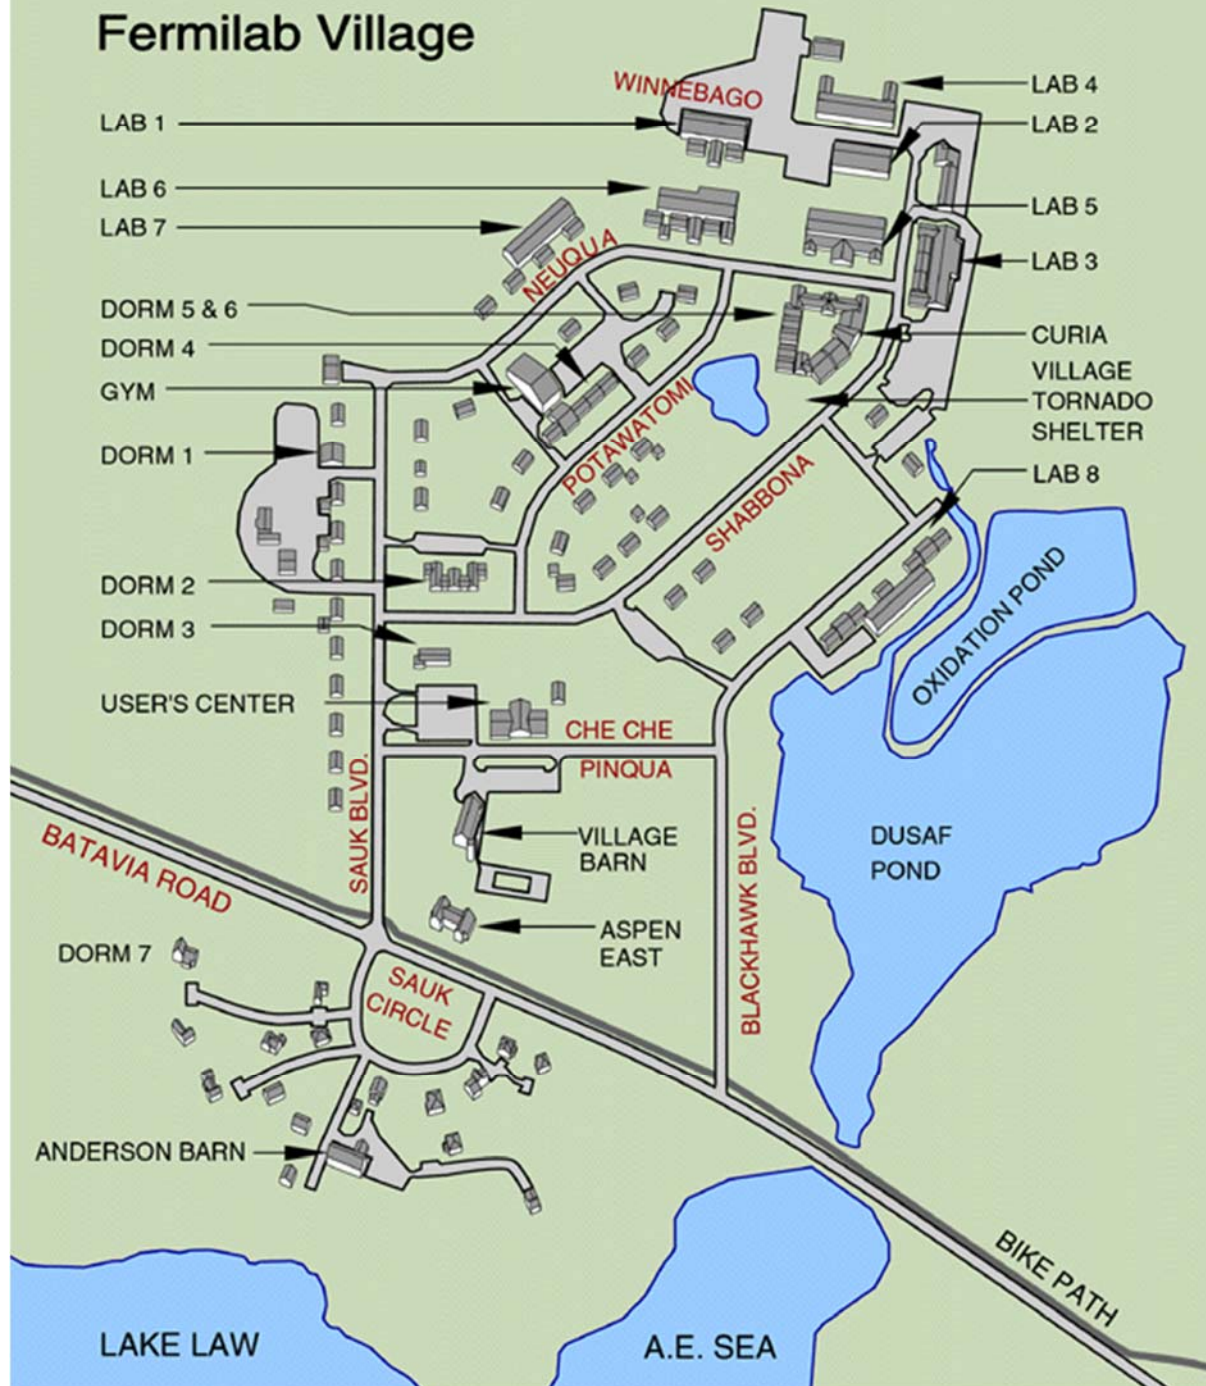 Fermilab Village
WINNEBAGO
LAB 4
LAB 1
LAB 2
LAB 6
LAB 5
LAB 7
NEUQUA
LAB 3
DORM 5 & 6
CURIA
DORM 4
GYM
VILLAGE
TORNADO
SHELTER
POTAWATOMI
DORM 1
LAB 8
SHABBONA
DORM 2
DORM 3
OXIDATION POND
USER'S CENTER
CHE CHE
PINQUA
SAUK BLVD.
BATAVIA ROAD
VILLAGE
BARN
BLACKHAWK BLVD.
DUSAF
POND
ASPEN
EAST
DORM 7
SAUK
CIRCLE
ANDERSON BARN
BIKE PATH
LAKE LAW
A.E. SEA